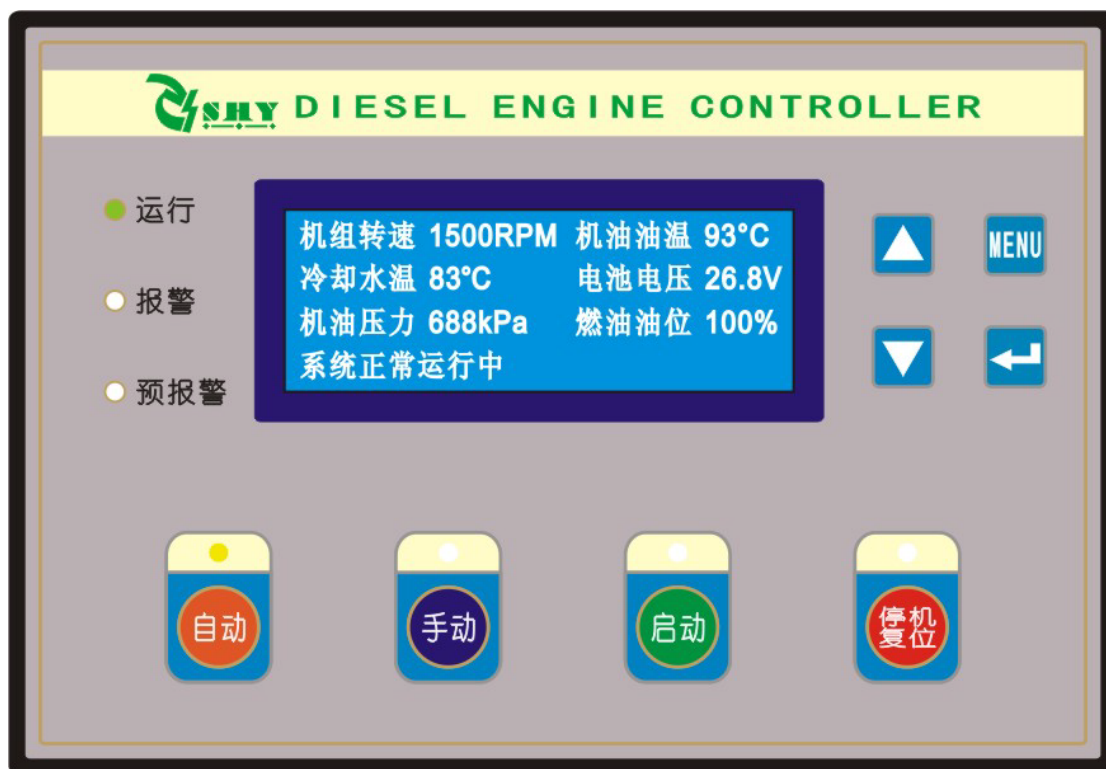 SHY DIESEL ENGINE CONTROLLER
运行
报警
预报警
机组转速 1500RPM 机油油温 93°C
冷却水温 83°C 电池电压 26.8V
机油压力 688kPa 燃油油位 100%
系统正常运行中
MENU
自动
手动
启动
停机
复位